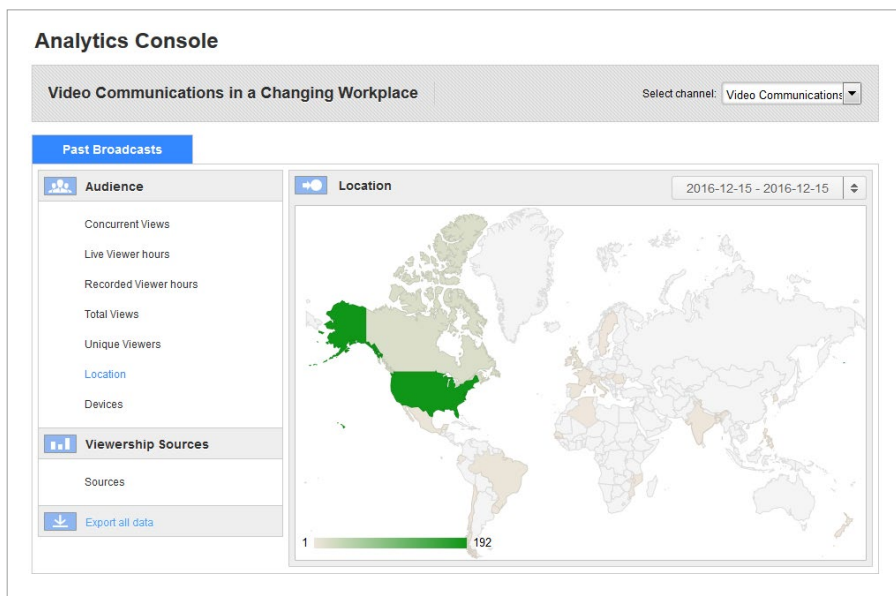 Analytics Console
Video Communications in a Changing Workplace
Select channel: Video Communications
Past Broadcasts
Audience
Concurrent Views
Live Viewer hours
Recorded Viewer hours
Total Views
Unique Viewers
Location
Devices
Viewership Sources
Sources
Export all data
Location
2016-12-15 - 2016-12-15
1
192